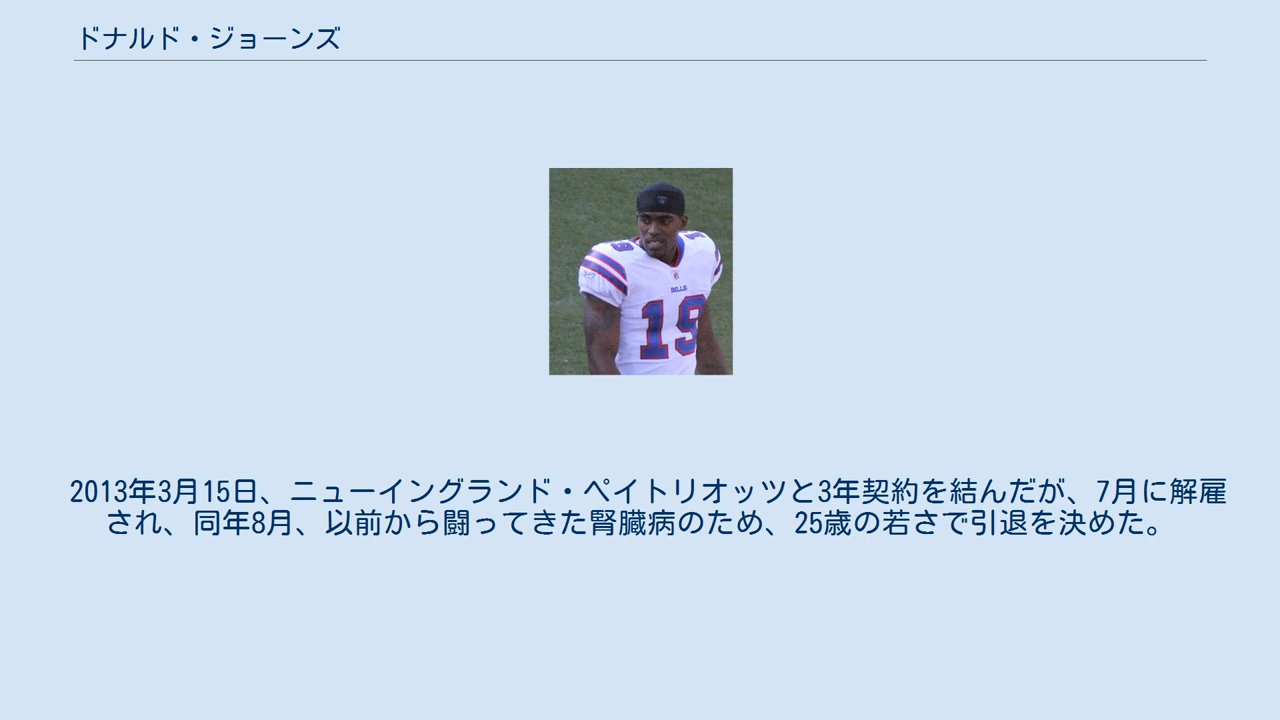 ドナルド・ジョーンズ
19
BILLS
19
2013年3月15日、ニューイングランド・ペイトリオッツと3年契約を結んだが、7月に解雇
され、同年8月、以前から闘ってきた腎臓病のため、25歳の若さで引退を決めた。